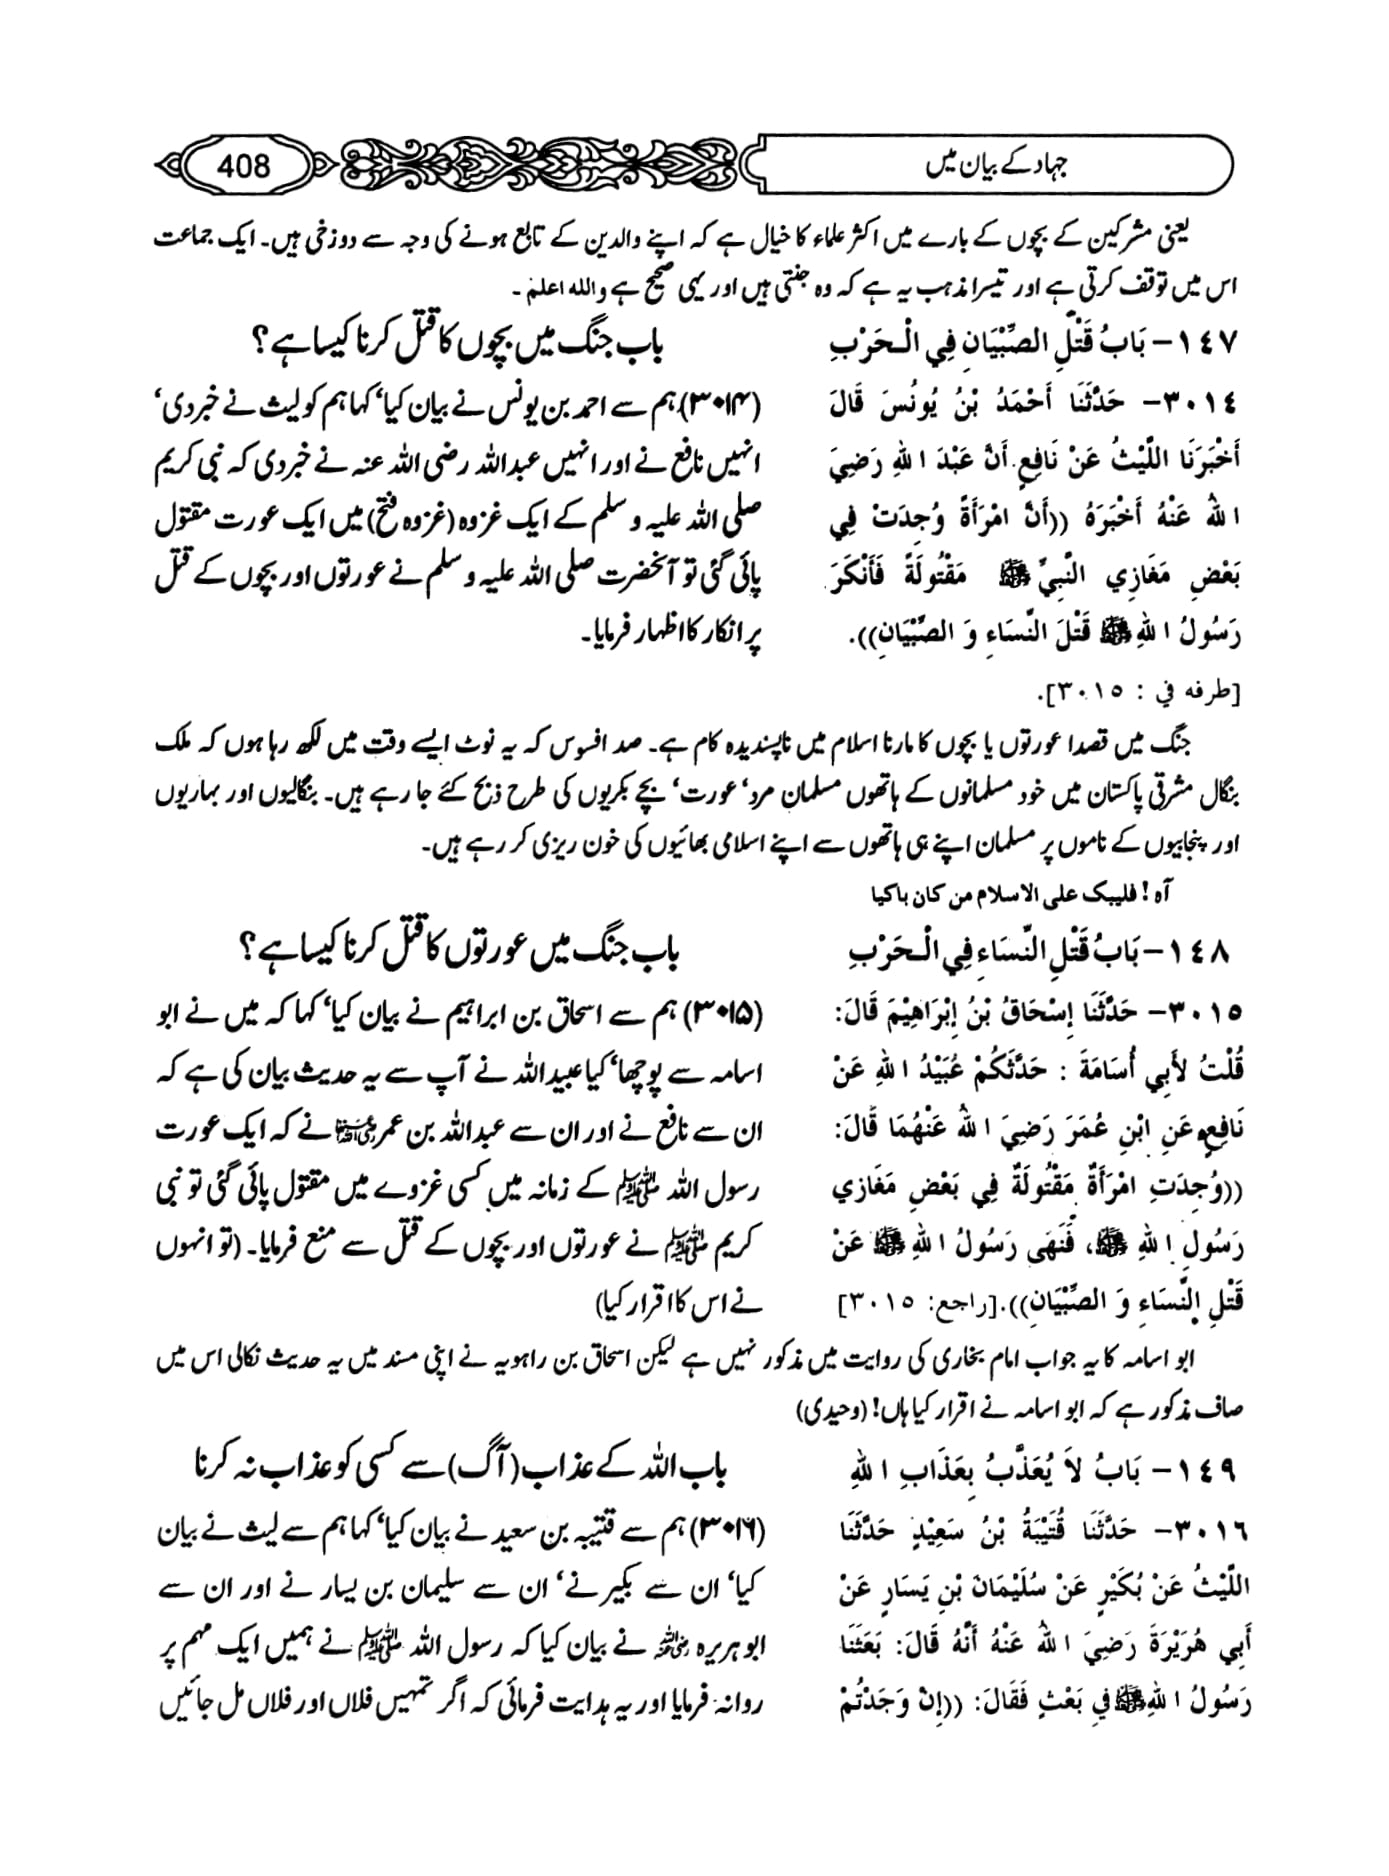 جہاد کے بیان میں
408
یعنی مشرکین کے بچوں کے بارے میں اکثر علماء کا خیال ہے کہ اپنے والدین کے تابع ہونے کی وجہ سے دوزخی ہیں۔ ایک جماعت
اس میں توقف کرتی ہے اور تیسرا مذہب یہ ہے کہ وہ جنتی ہیں اور یہی صحیح ہے واللہ اعلم۔
١٤٧- بَابُ قَتْلِ الصِّبْيَانِ فِي الْحَرْبِ
٣٠١٤- حَدَّثَنَا أَحْمَدُ بْنُ يُونُسَ قَالَ
أَخْبَرَنَا اللَّيْثُ عَنْ نَافِعٍ أَنَّ عَبْدَ اللهِ رَضِيَ
اللهُ عَنْهُ أَخْبَرَهُ ((أَنَّ امْرَأَةً وُجِدَتْ فِي
بَعْضِ مَغَازِي النَّبِيِّ ﷺ مَقْتُولَةً فَأَنْكَرَ
رَسُولُ اللهِ ﷺ قَتْلَ النِّسَاءِ وَ الصِّبْيَانِ)).
[طرفه في : ٣٠١٥].
باب جنگ میں بچوں کا قتل کرنا کیسا ہے؟
(۳۰۱۴) ہم سے احمد بن یونس نے بیان کیا‘ کہا ہم کو لیث نے خبر دی‘
انہیں نافع نے اور انہیں عبداللہ رضی اللہ عنہ نے خبر دی کہ نبی کریم
صلی اللہ علیہ وسلم کے ایک غزوہ (غزوہ فتح) میں ایک عورت مقتول
پائی گئی تو آنحضرت صلی اللہ علیہ وسلم نے عورتوں اور بچوں کے قتل
پر انکار کا اظہار فرمایا۔
جنگ میں قصدا عورتوں یا بچوں کا مارنا اسلام میں ناپسندیدہ کام ہے۔ صد افسوس کہ یہ نوٹ ایسے وقت میں لکھ رہا ہوں کہ ملک
بنگال مشرقی پاکستان میں خود مسلمانوں کے ہاتھوں مسلمان مرد‘ عورت‘ بچے بکریوں کی طرح ذبح کئے جا رہے ہیں۔ بنگالیوں اور بہاریوں
اور پنجابیوں کے ناموں پر مسلمان اپنے ہی ہاتھوں سے اپنے اسلامی بھائیوں کی خون ریزی کر رہے ہیں۔
آہ! فلیبک علی الاسلام من کان باکیا
١٤٨- بَابُ قَتْلِ النِّسَاءِ فِي الْحَرْبِ
٣٠١٥- حَدَّثَنَا إِسْحَاقُ بْنُ إِبْرَاهِيْمَ قَالَ:
قُلْتُ لأَبِي أُسَامَةَ : حَدَّثَكُمْ عُبَيْدُ اللهِ عَنْ
نَافِعٍ عَنِ ابْنِ عُمَرَ رَضِيَ اللهُ عَنْهُمَا قَالَ:
((وُجِدَتِ امْرَأَةٌ مَقْتُولَةٌ فِي بَعْضِ مَغَازِي
رَسُولِ اللهِ ﷺ، فَنَهَى رَسُولُ اللهِ ﷺ عَنْ
قَتْلِ النِّسَاءِ وَ الصِّبْيَانِ)).[راجع: ٣٠١٥]
باب جنگ میں عورتوں کا قتل کرنا کیسا ہے؟
(۳۰۱۵) ہم سے اسحاق بن ابراہیم نے بیان کیا‘ کہا کہ میں نے ابو
اسامہ سے پوچھا‘ کیا عبیداللہ نے آپ سے یہ حدیث بیان کی ہے کہ
ان سے نافع نے اور ان سے عبداللہ بن عمر رضی اللہ عنہما نے کہ ایک عورت
رسول اللہ ﷺ کے زمانہ میں کسی غزوے میں مقتول پائی گئی تو نبی
کریم ﷺ نے عورتوں اور بچوں کے قتل سے منع فرمایا۔ (تو انہوں
نے اس کا اقرار کیا)
ابو اسامہ کا یہ جواب امام بخاری کی روایت میں مذکور نہیں ہے لیکن اسحاق بن راہویہ نے اپنی مسند میں یہ حدیث نکالی اس میں
صاف مذکور ہے کہ ابو اسامہ نے اقرار کیا ہاں! (وحیدی)
١٤٩- بَابُ لاَ يُعَذَّبُ بِعَذَابِ اللهِ
٣٠١٦- حَدَّثَنَا قُتَيْبَةُ بْنُ سَعِيْدٍ حَدَّثَنَا
اللَّيْثُ عَنْ بُكَيْرٍ عَنْ سُلَيْمَانَ بْنِ يَسَارٍ عَنْ
أَبِي هُرَيْرَةَ رَضِيَ اللهُ عَنْهُ أَنَّهُ قَالَ: بَعَثَنَا
رَسُولُ اللهِ ﷺ فِي بَعْثٍ فَقَالَ: ((إِنْ وَجَدْتُمْ
باب اللہ کے عذاب (آگ) سے کسی کو عذاب نہ کرنا
(۳۰۱۶) ہم سے قتیبہ بن سعید نے بیان کیا‘ کہا ہم سے لیث نے بیان
کیا‘ ان سے بکیر نے‘ ان سے سلیمان بن یسار نے اور ان سے
ابو ہریرہ رضی اللہ عنہ نے بیان کیا کہ رسول اللہ ﷺ نے ہمیں ایک مہم پر
روانہ فرمایا اور یہ ہدایت فرمائی کہ اگر تمہیں فلاں اور فلاں مل جائیں